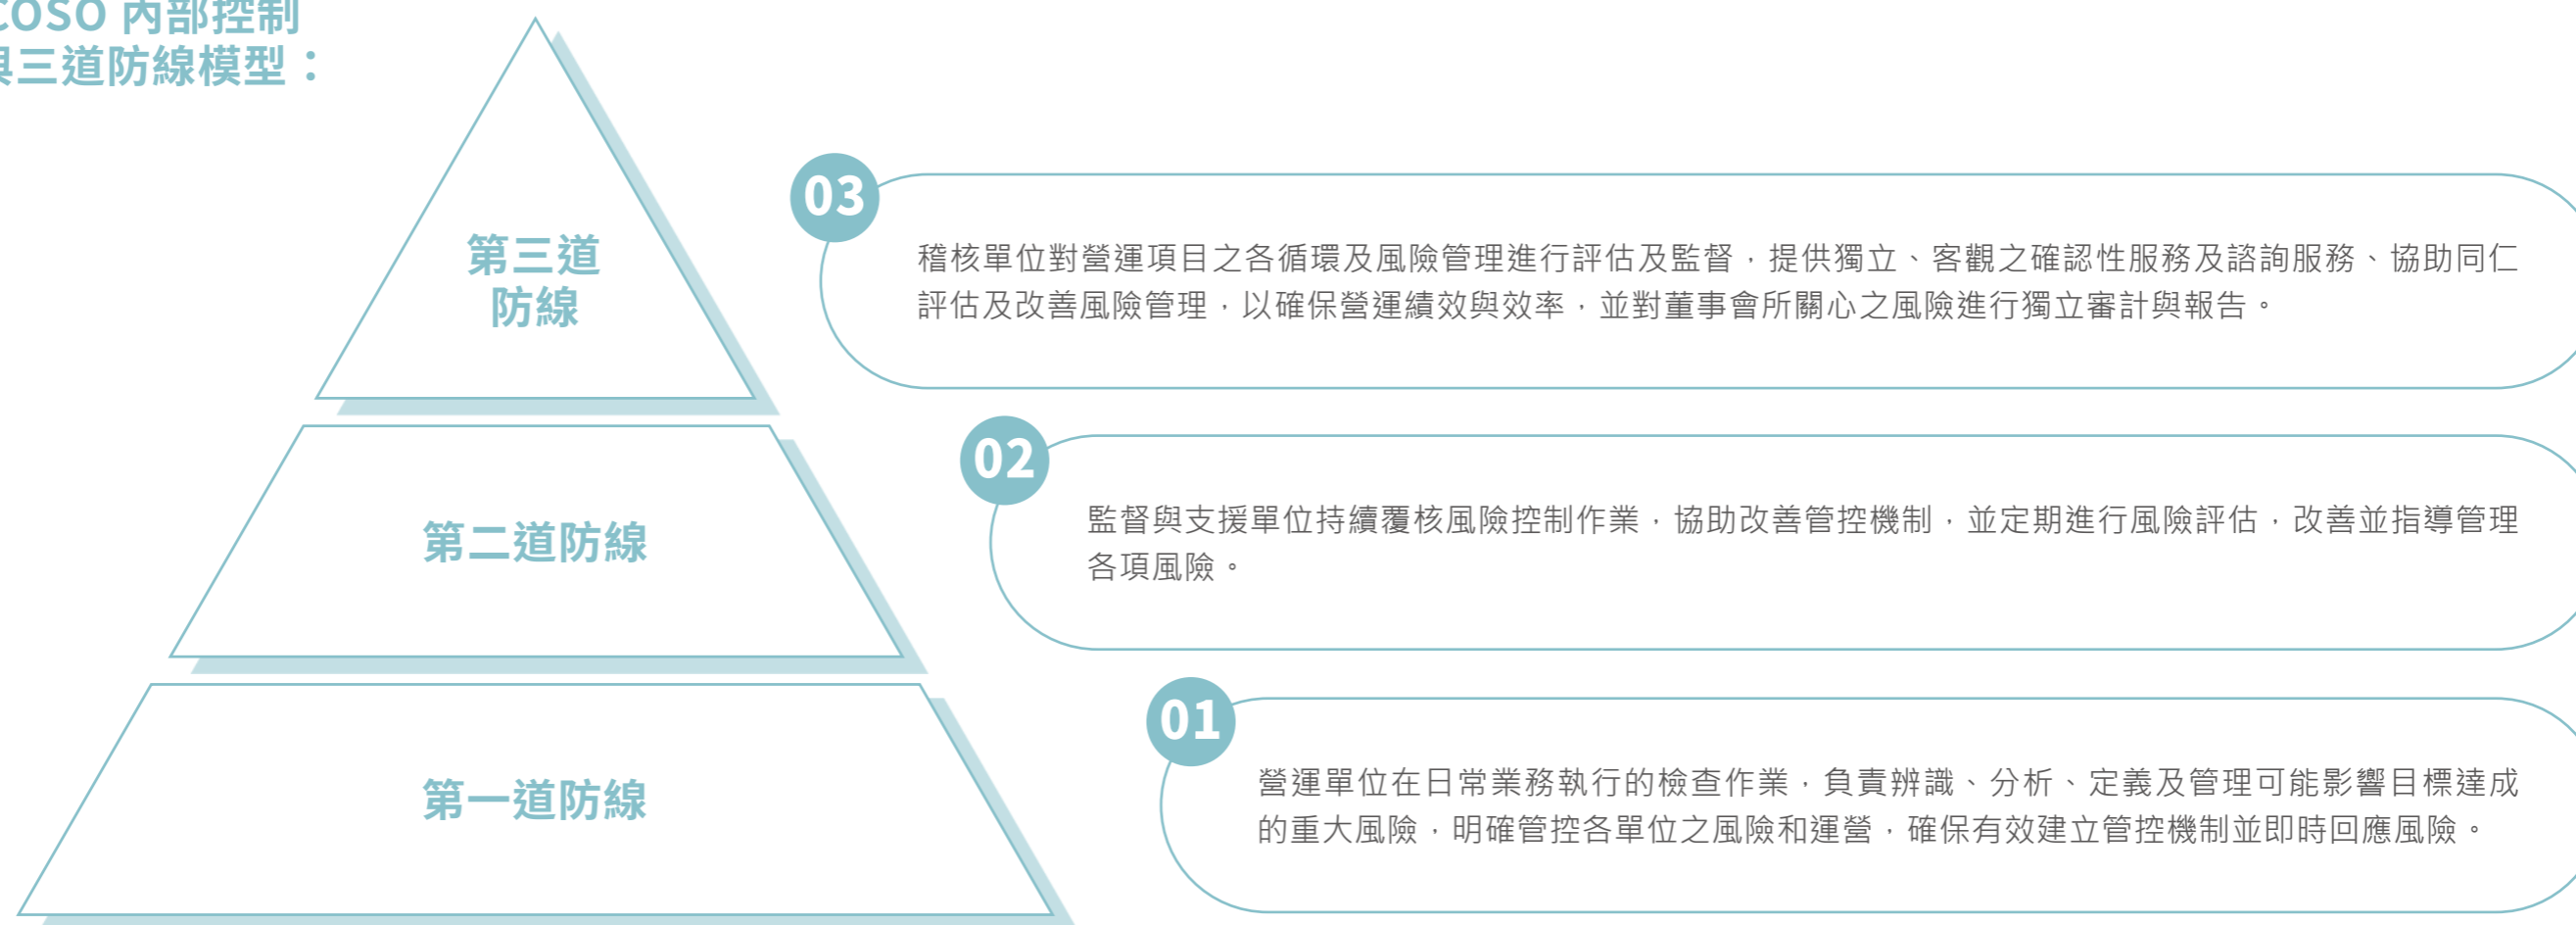 COSO 內部控制
與三道防線模型：
第三道
防線
03
稽核單位對營運項目之各循環及風險管理進行評估及監督，提供獨立、客觀之確認性服務及諮詢服務、協助同仁
評估及改善風險管理，以確保營運績效與效率，並對董事會所關心之風險進行獨立審計與報告。
第二道防線
02
監督與支援單位持續覆核風險控制作業，協助改善管控機制，並定期進行風險評估，改善並指導管理
各項風險。
第一道防線
01
營運單位在日常業務執行的檢查作業，負責辨識、分析、定義及管理可能影響目標達成
的重大風險，明確管控各單位之風險和運營，確保有效建立管控機制並即時回應風險。